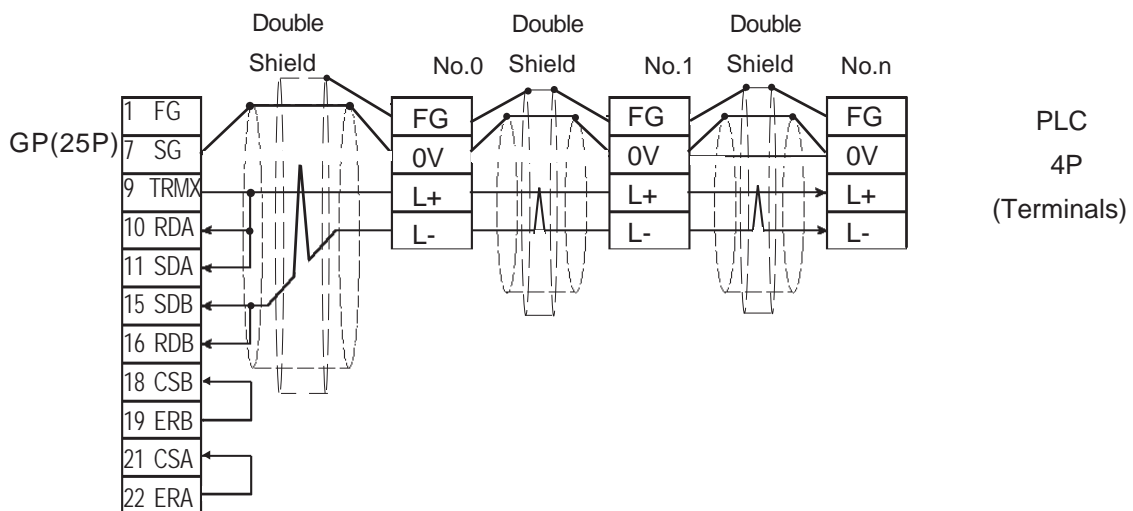 Double Shield
Double Shield
Double Shield
No.0
No.1
No.n
GP(25P)
1 FG
7 SG
9 TRMX
10 RDA
11 SDA
15 SDB
16 RDB
18 CSB
19 ERB
21 CSA
22 ERA
FG
0V
L+
L-
FG
0V
L+
L-
FG
0V
L+
L-
PLC
4P
(Terminals)